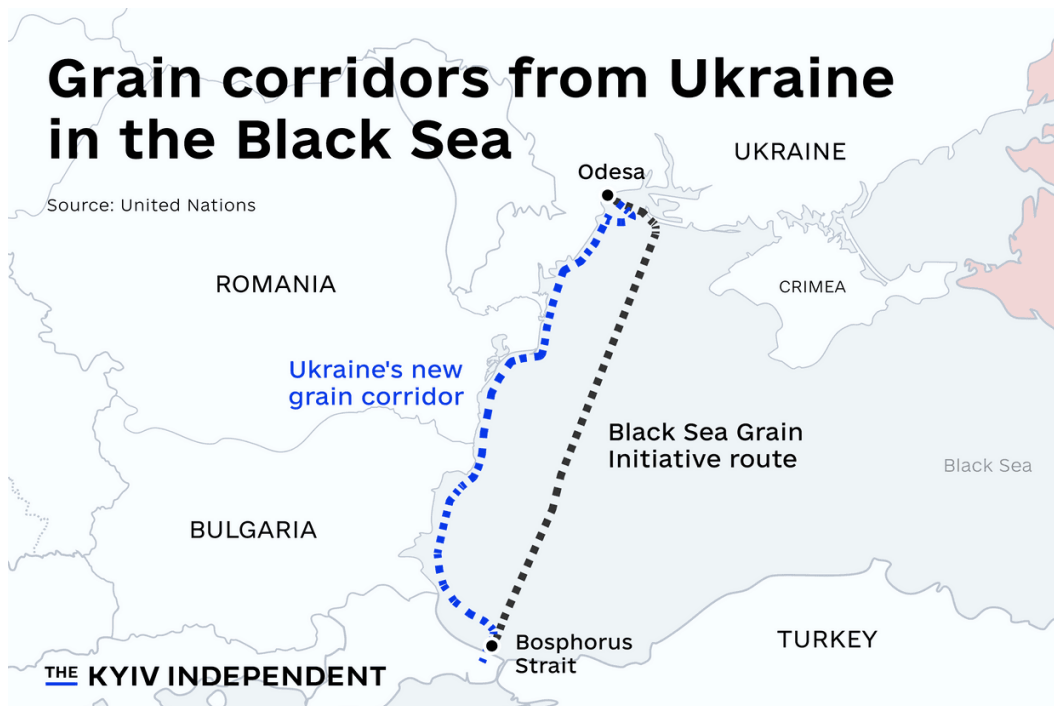 Grain corridors from Ukraine
in the Black Sea
Source: United Nations
Odesa
UKRAINE
ROMANIA
CRIMEA
Ukraine's new
grain corridor
Black Sea Grain
Initiative route
Black Sea
BULGARIA
Bosphorus
Strait
TURKEY
THE KYIV INDEPENDENT